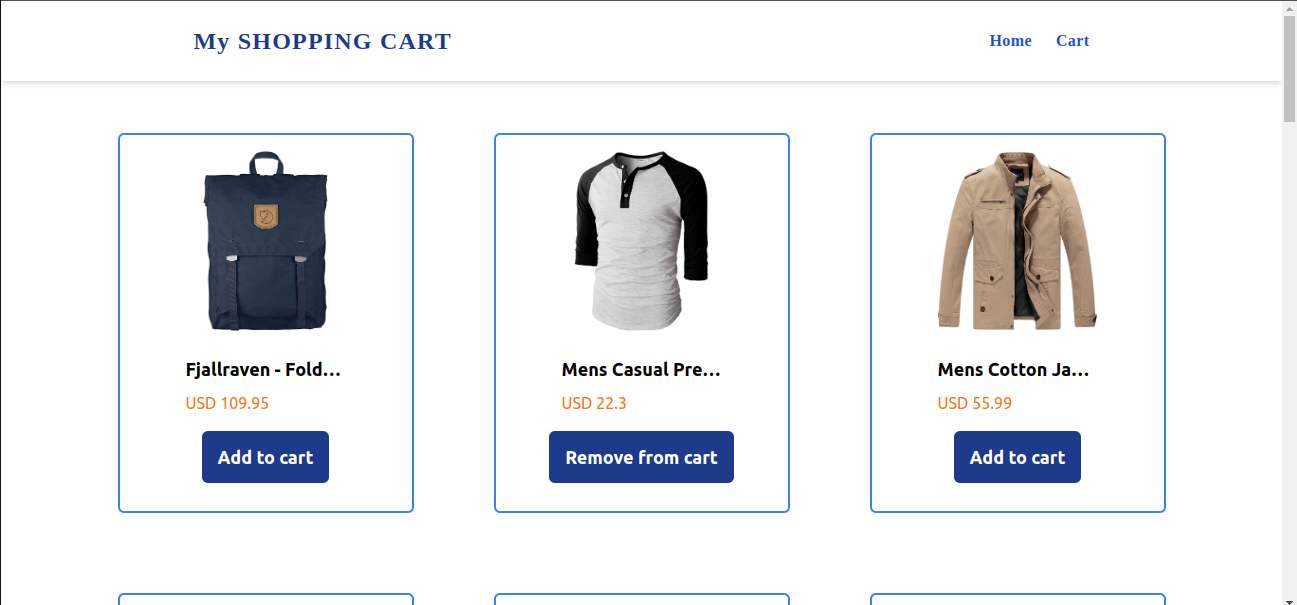 My SHOPPING CART
Home Cart
Fjallraven - Fold...
USD 109.95
Add to cart
Mens Casual Pre...
USD 22.3
Remove from cart
Mens Cotton Ja...
USD 55.99
Add to cart